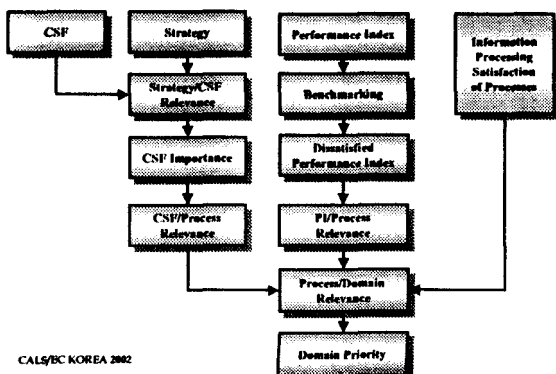 CSF
Strategy
Performance Index
Information
Processing
Satisfaction
of Processes
Strategy/CSF
Relevance
Benchmarking
CSF Importance
Dissatisfied
Performance Index
CSF/Process
Relevance
PI/Process
Relevance
Process/Domain
Relevance
Domain Priority
CALS/EC KOREA 2002